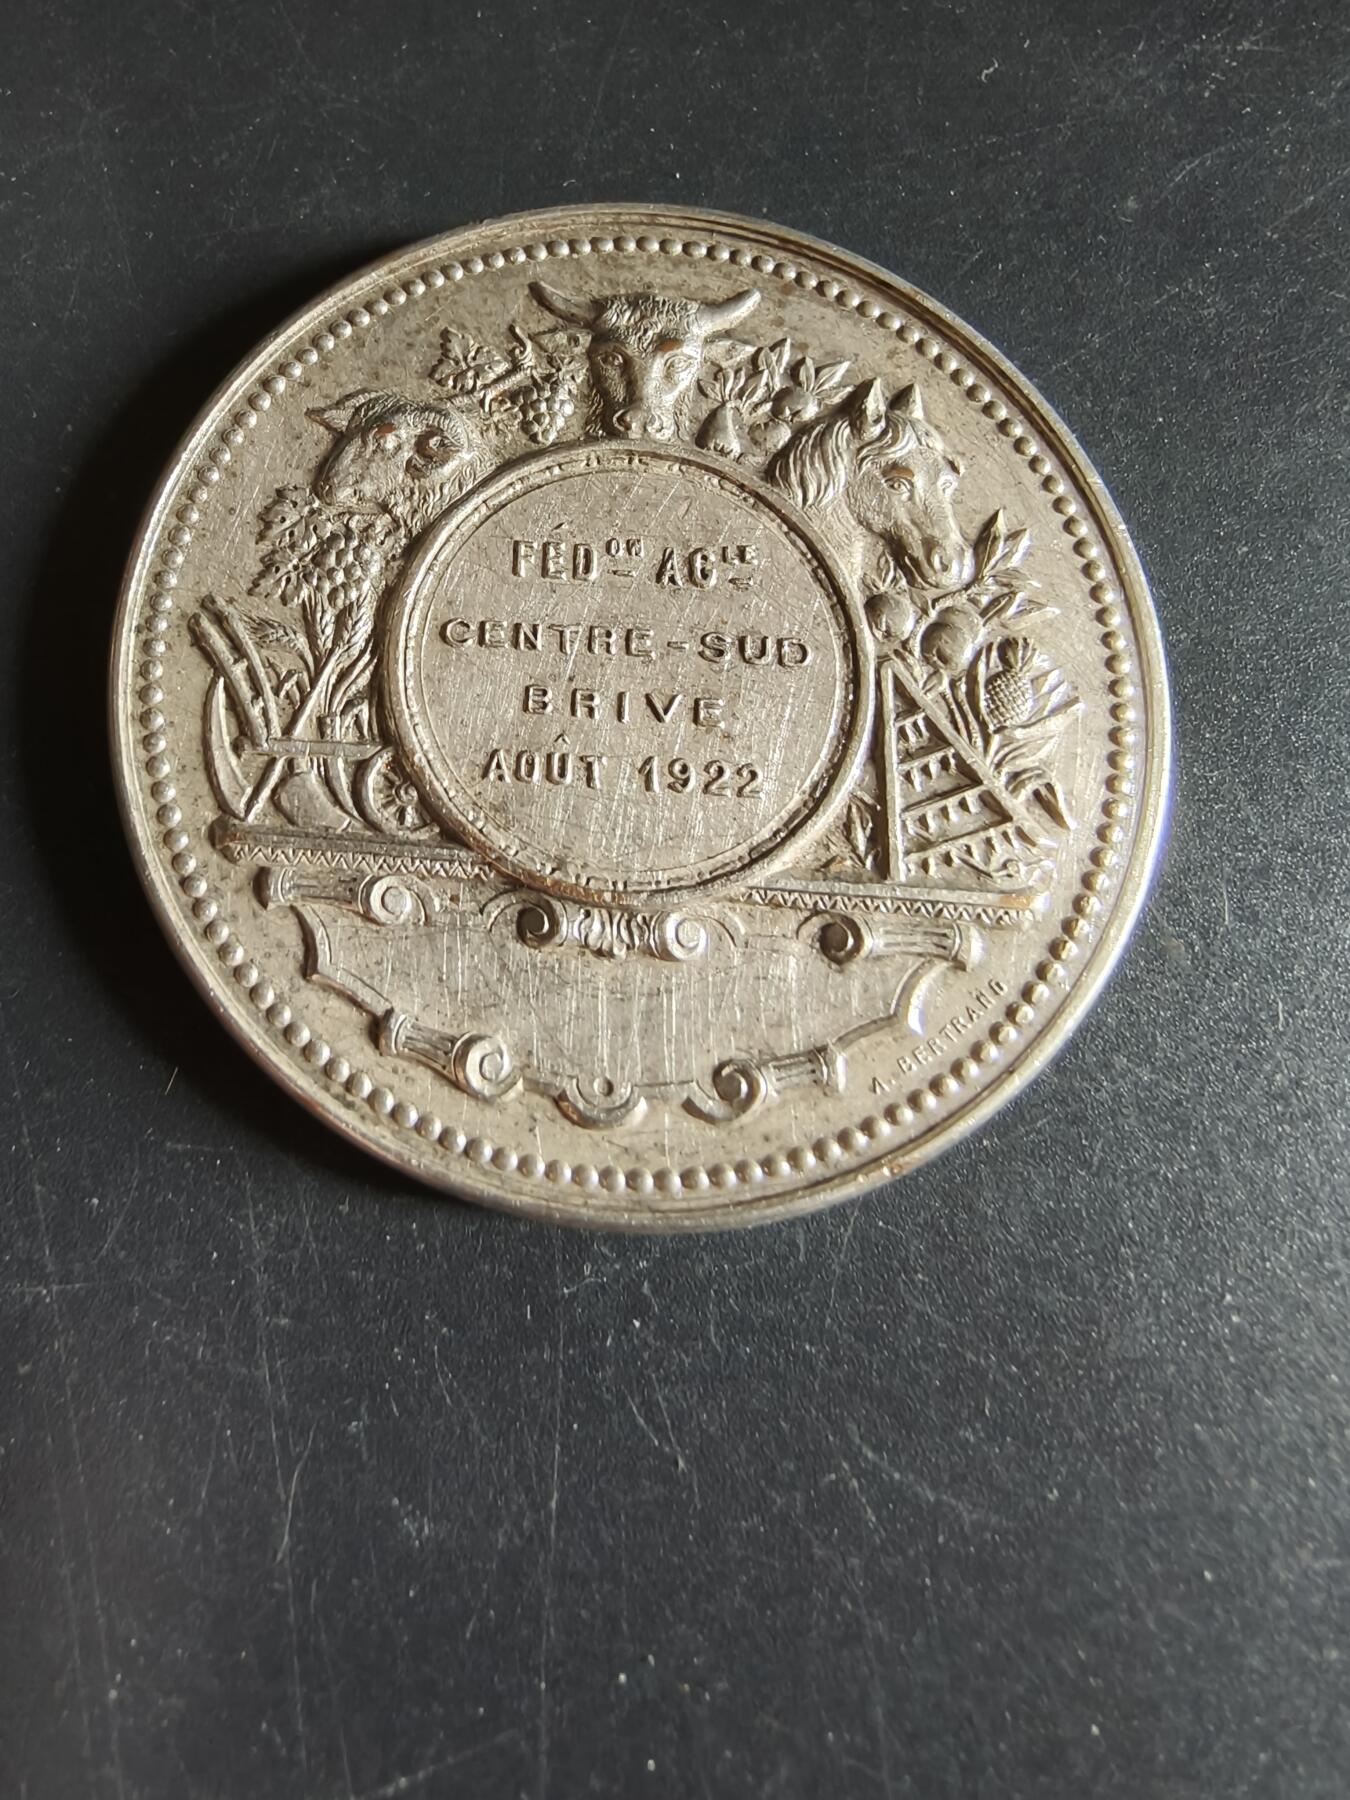 FÉDON AGLE
CENTRE-SUD
BRIVE
AOÛT 1922
A. BERTRAND